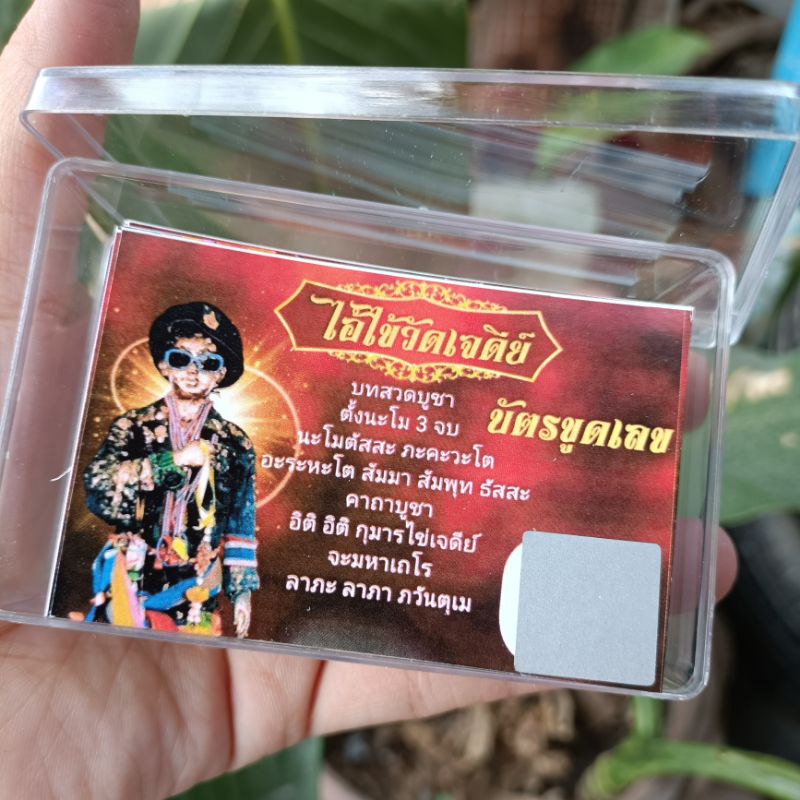 ไอ้ไข่วัดเจดีย์
บทสวดบูชา
ตั้งนะโม 3 จบ
บัตรขูดเลข
นะโมตัสสะ ภะคะวะโต
อะระหะโต สัมมา สัมพุท ธัสสะ
คาถาบูชา
อิติ อิติ กุมารไข่เจดีย์
จะมหาเถโร
ลาภะ ลาภา ภวันตุเม